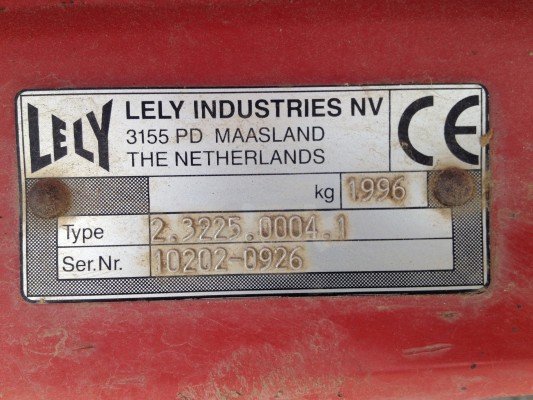 LELY
LELY INDUSTRIES NV
3155 PD MAASLAND
THE NETHERLANDS
CE
kg 1996
Type 2.3225.0004.1
Ser.Nr. 10202-0926